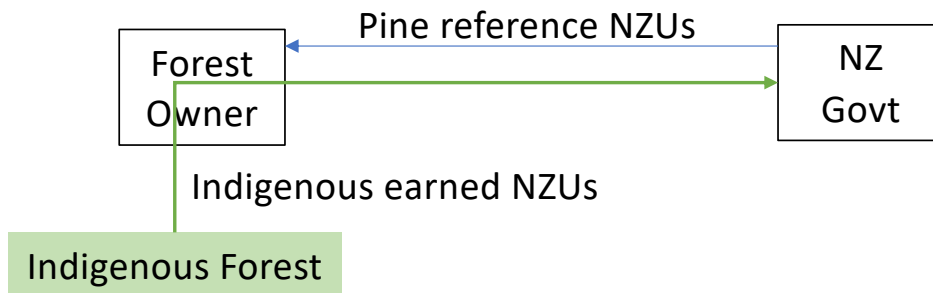 Pine reference NZUs
Forest
Owner
NZ
Govt
Indigenous earned NZUs
Indigenous Forest